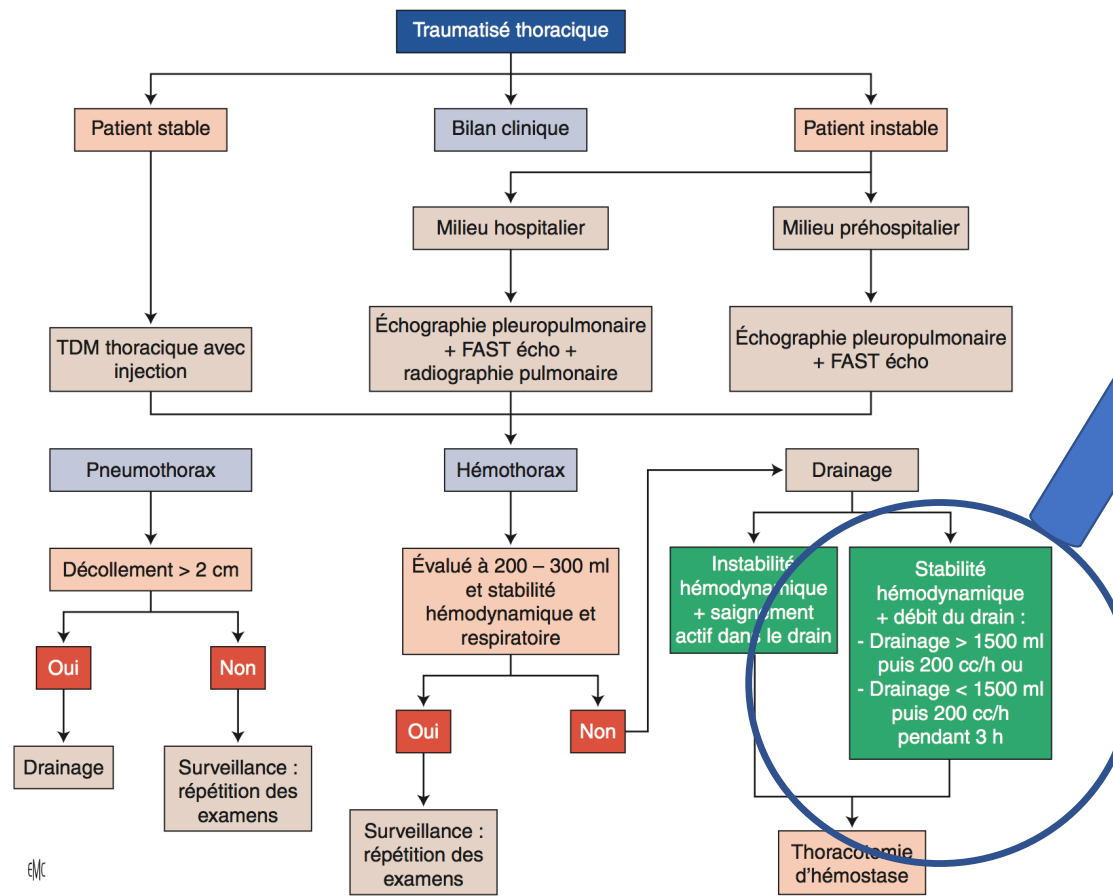 Traumatisé thoracique
Patient stable
Bilan clinique
Patient instable
Milieu hospitalier
Milieu préhospitalier
TDM thoracique avec
injection
Échographie pleuropulmonaire
+ FAST écho +
radiographie pulmonaire
Échographie pleuropulmonaire
+ FAST écho
Pneumothorax
Hémothorax
Drainage
Décollement > 2 cm
Évalué à 200 – 300 ml
et stabilité
hémodynamique et
respiratoire
Instabilité
hémodynamique
+ saignement
actif dans le drain
Stabilité
hémodynamique
+ débit du drain :
- Drainage > 1500 ml
puis 200 cc/h ou
- Drainage < 1500 ml
puis 200 cc/h
pendant 3 h
Oui
Non
Oui
Non
Drainage
Surveillance :
répétition des
examens
Surveillance :
répétition des
examens
Thoracotomie
d'hémostase
EMC